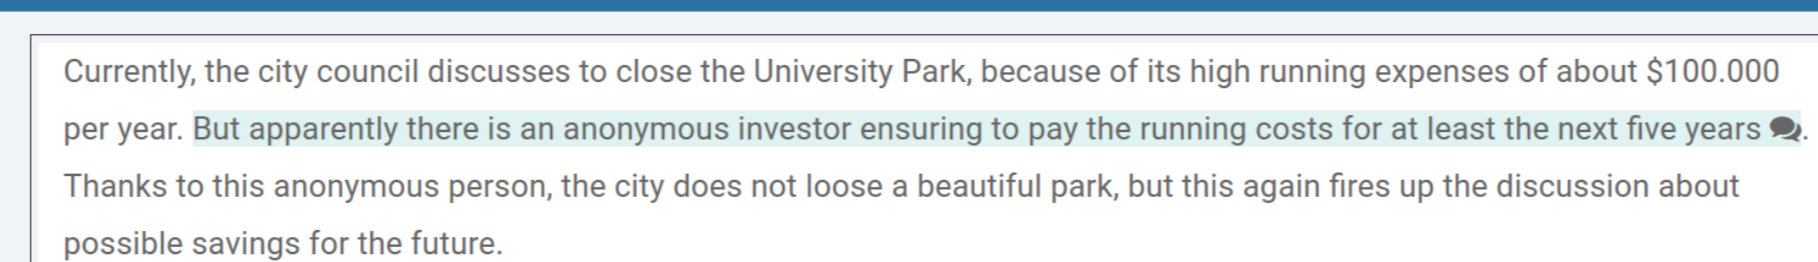 Currently, the city council discusses to close the University Park, because of its high running expenses of about $100.000
per year. But apparently there is an anonymous investor ensuring to pay the running costs for at least the next five years .
Thanks to this anonymous person, the city does not loose a beautiful park, but this again fires up the discussion about
possible savings for the future.